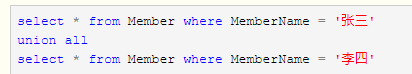 select * from Member where MemberName = '张三'
union all
select * from Member where MemberName = '李四'